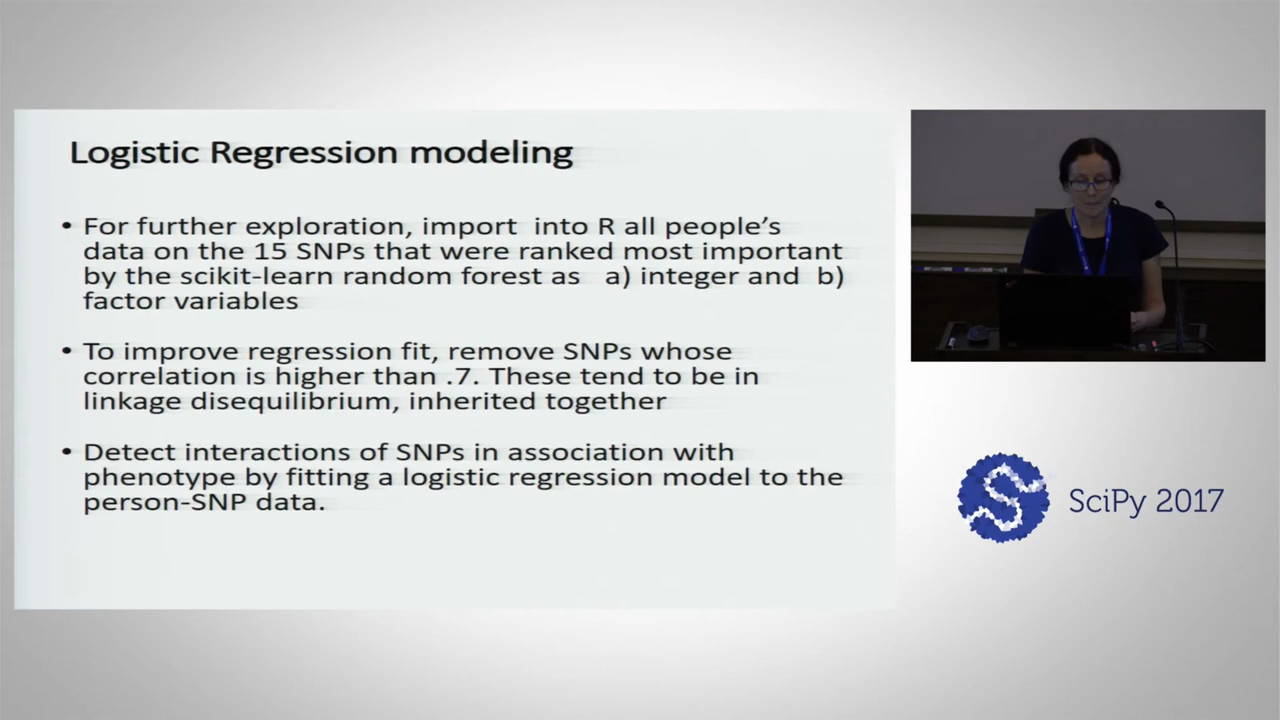 Logistic Regression modeling
• For further exploration, import into R all people's
data on the 15 SNPs that were ranked most important
by the scikit-learn random forest as a) integer and b)
factor variables
• To improve regression fit, remove SNPs whose
correlation is higher than .7. These tend to be in
linkage disequilibrium, inherited together
• Detect interactions of SNPs in association with
phenotype by fitting a logistic regression model to the
person-SNP data.
SciPy 2017